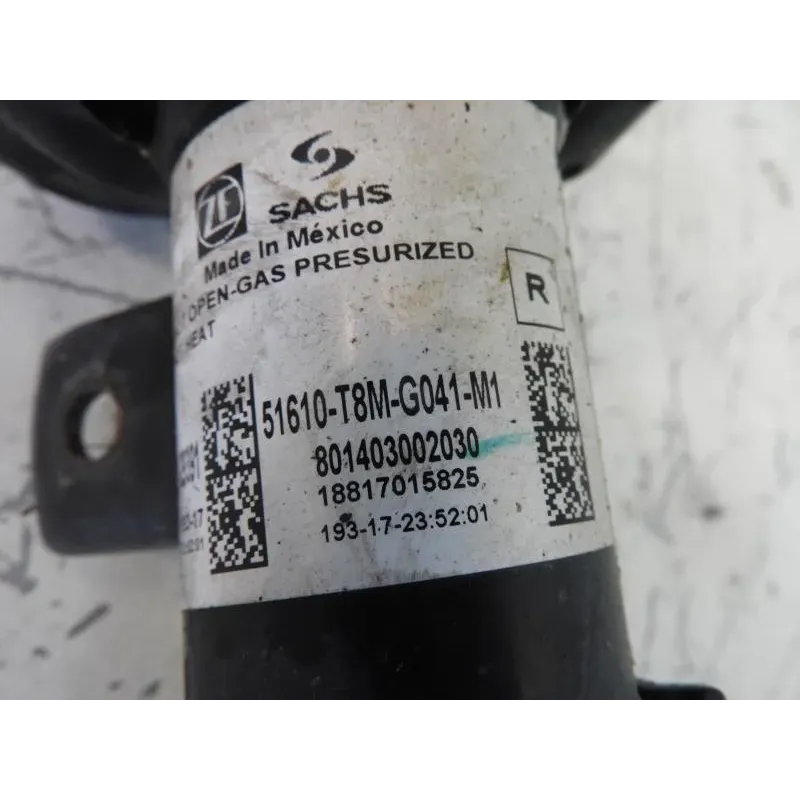 ZF
SACHS
Made In México
OPEN-GAS PRESURIZED
HEAT
R
51610-T8M-G041-M1
801403002030
18817015825
193-17-23:52:01